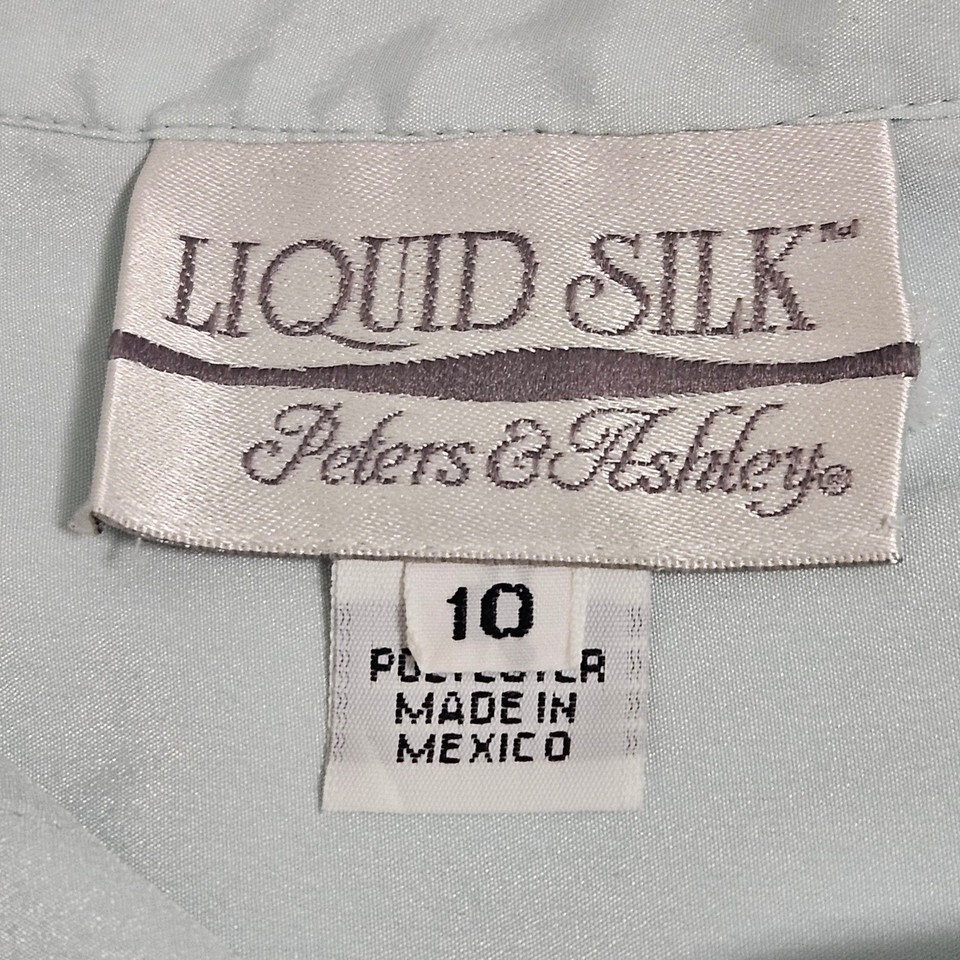 LIQUID SILK™
Peters & Ashley®
10
POLYESTER
MADE IN
MEXICO